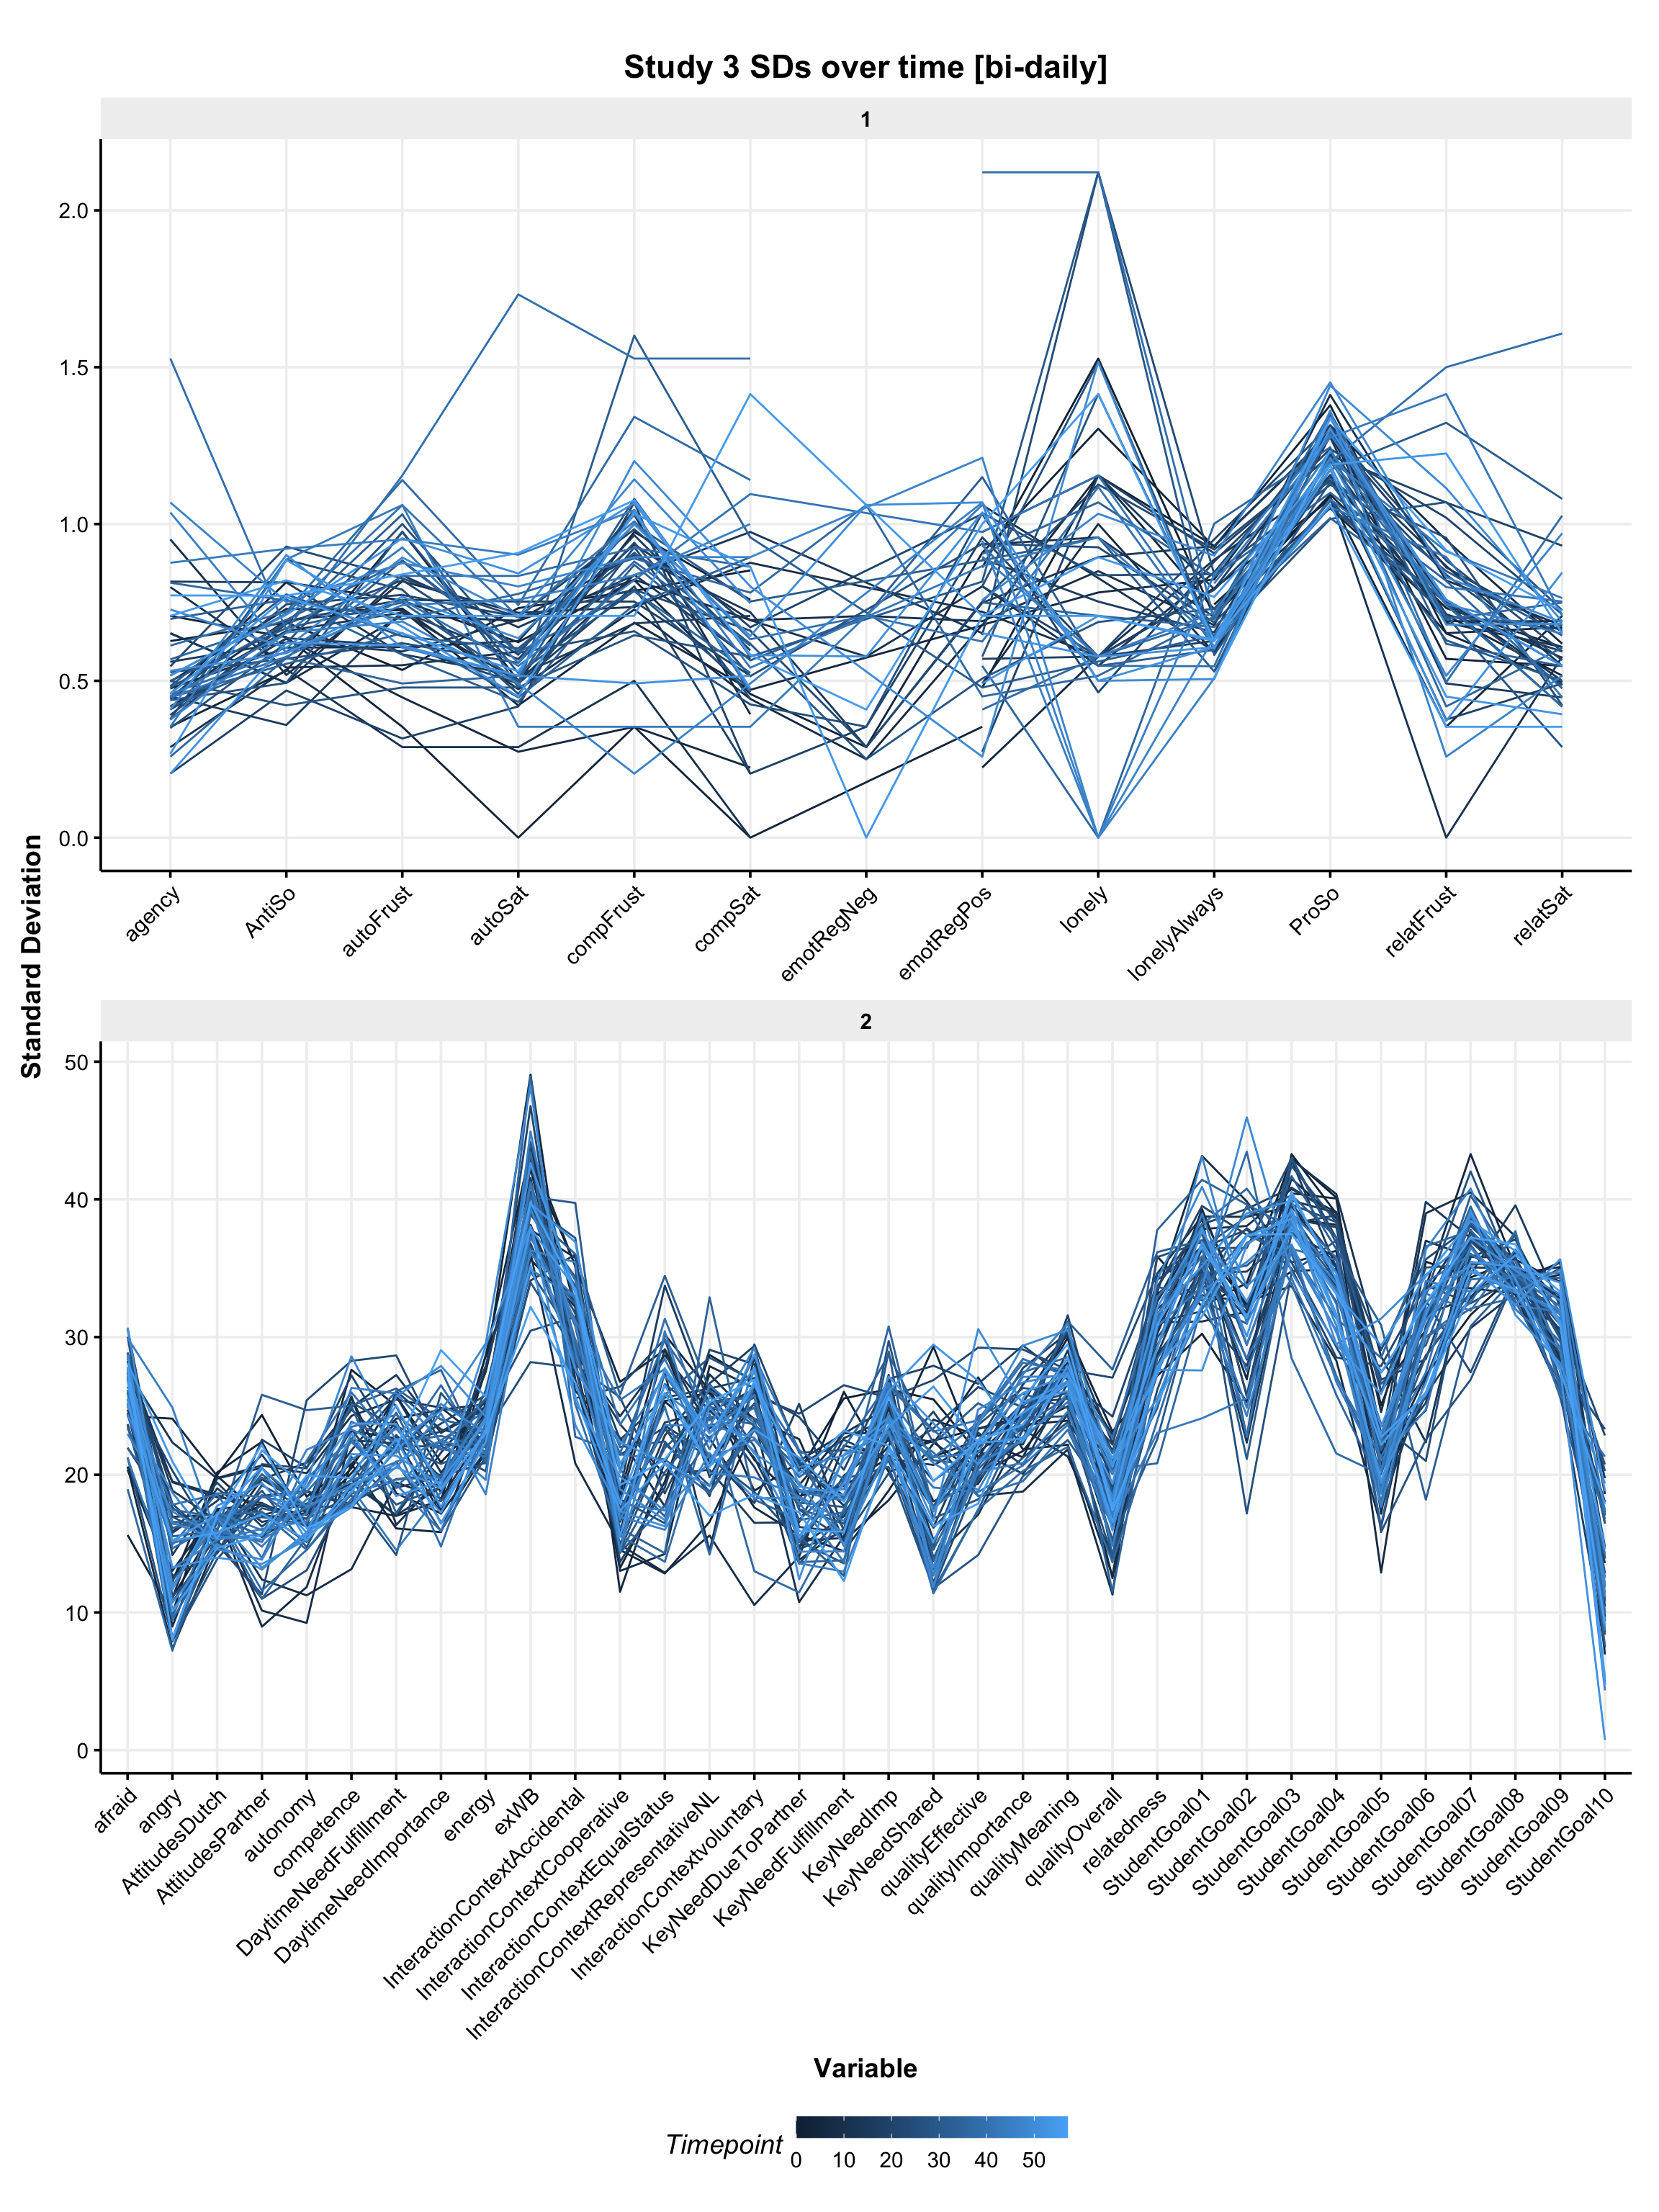 Study 3 SDs over time [bi-daily]
1
2.0
1.5
1.0
0.5
0.0
agency
AntiSo
autoFrust
autoSat
compFrust
compSat
emotRegNeg
emotRegPos
lonely
lonelyAlways
ProSo
relatFrust
relatSat
Standard Deviation
2
50
40
30
20
10
0
afraid
angry
AttitudesDutch
AttitudesPartner
autonomy
competence
DaytimeNeedFulfillment
DaytimeNeedImportance
energy
exWB
InteractionContextAccidental
InteractionContextCooperative
InteractionContextEqualStatus
InteractionContextRepresentativeNL
InteractionContextvoluntary
KeyNeedDueToPartner
KeyNeedFulfillment
KeyNeedImp
KeyNeedShared
qualityEffective
qualityImportance
qualityMeaning
qualityOverall
relatedness
StudentGoal01
StudentGoal02
StudentGoal03
StudentGoal04
StudentGoal05
StudentGoal06
StudentGoal07
StudentGoal08
StudentGoal09
StudentGoal10
Variable
Timepoint
0 10 20 30 40 50